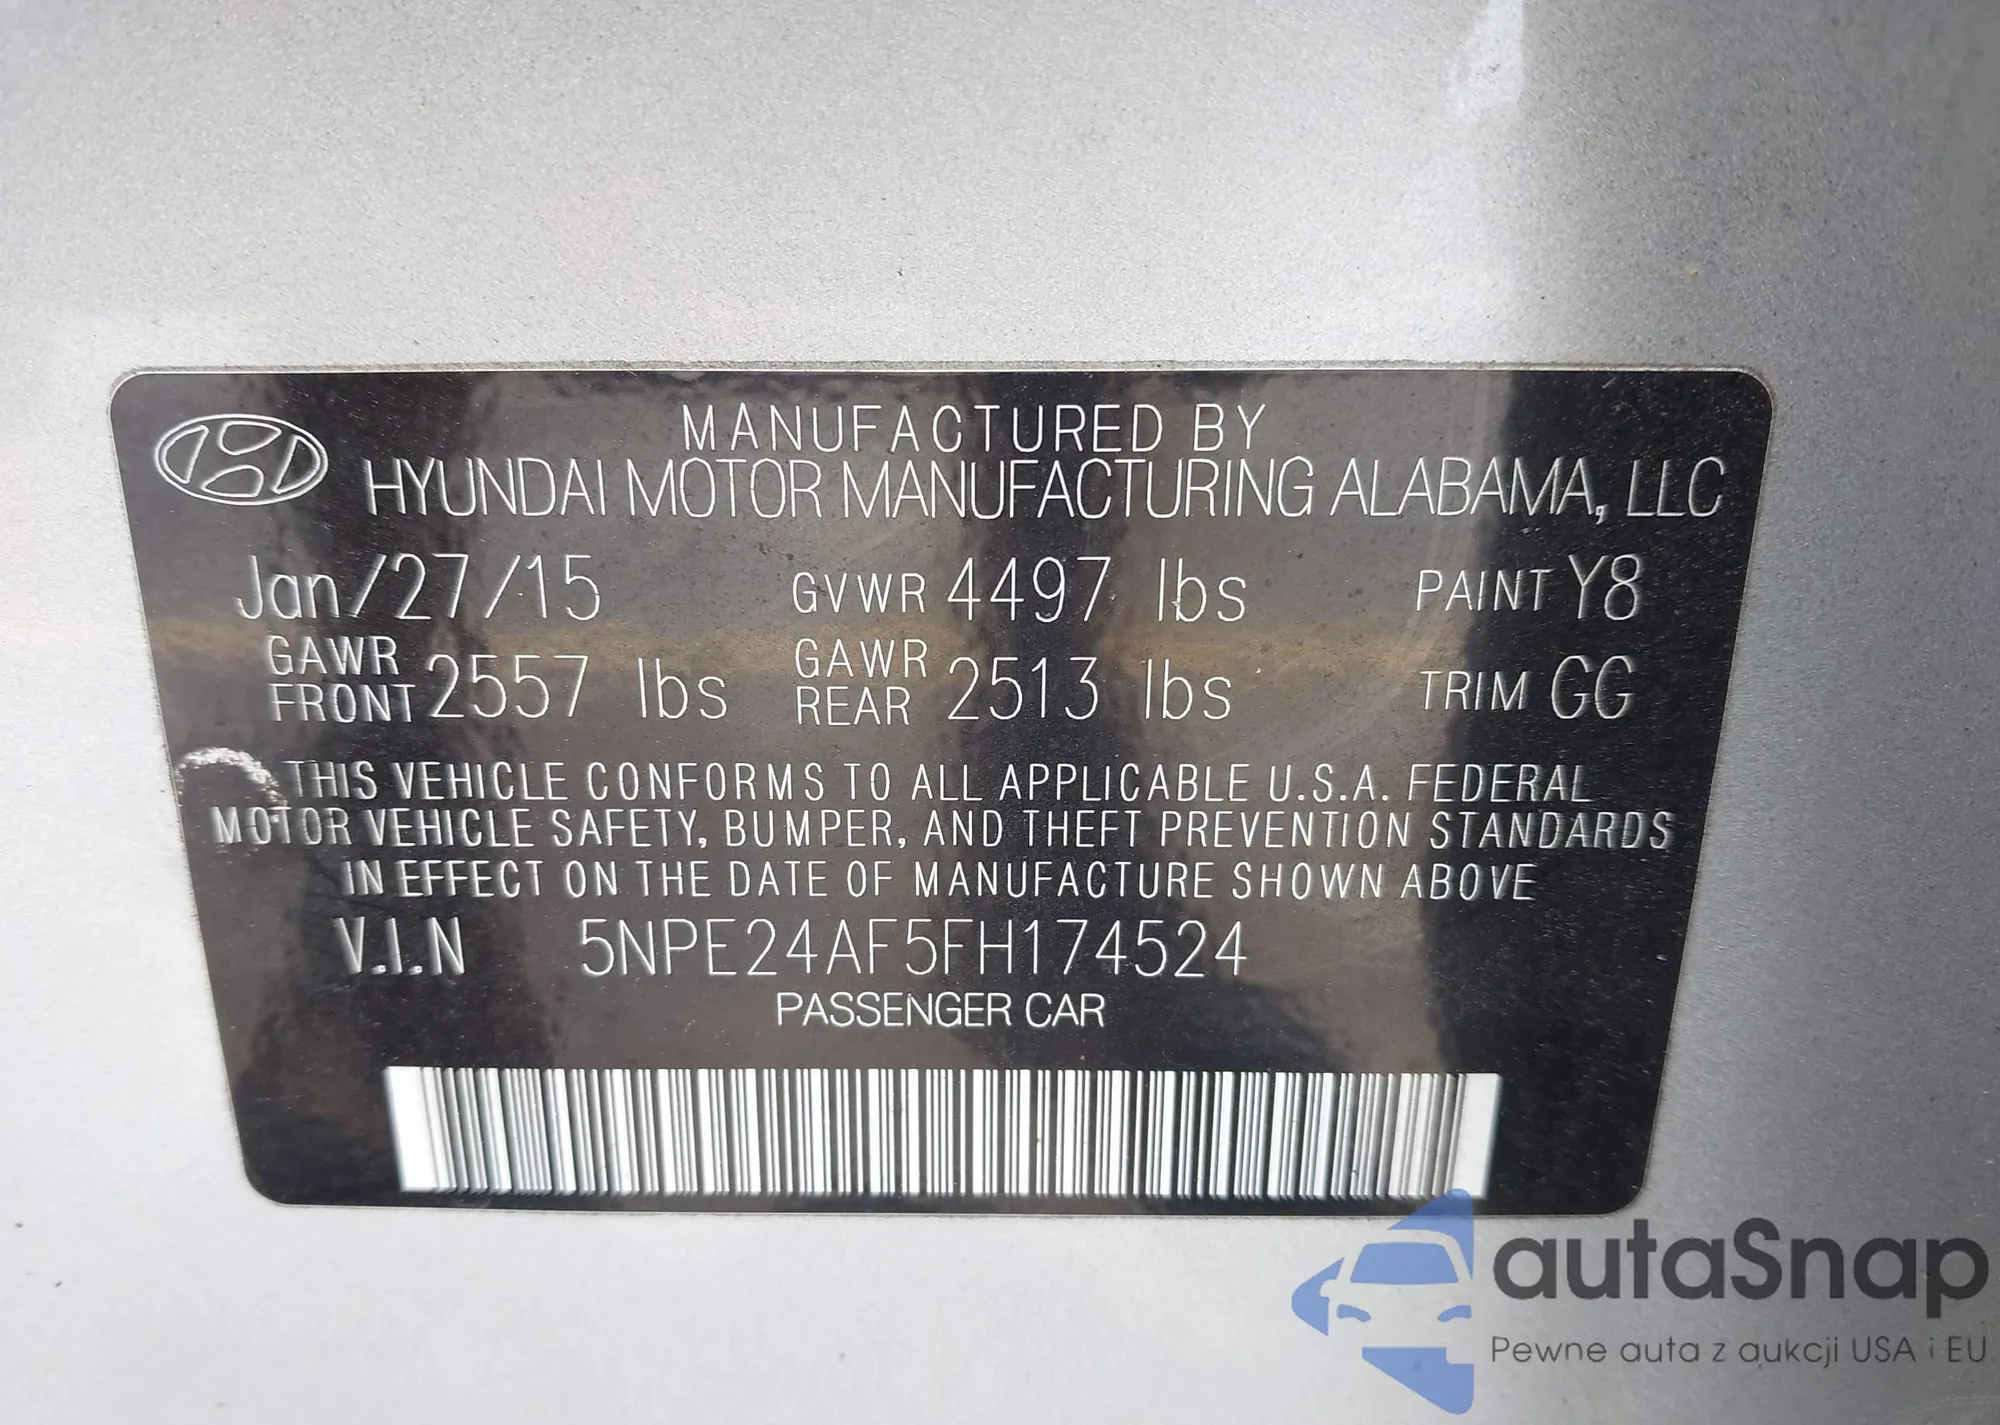 MANUFACTURED BY
HYUNDAI MOTOR MANUFACTURING ALABAMA, LLC
Jan/27/15 GVWR 4497 lbs PAINT Y8
GAWR FRONT 2557 lbs GAWR REAR 2513 lbs TRIM GG
THIS VEHICLE CONFORMS TO ALL APPLICABLE U.S.A. FEDERAL
MOTOR VEHICLE SAFETY, BUMPER, AND THEFT PREVENTION STANDARDS
IN EFFECT ON THE DATE OF MANUFACTURE SHOWN ABOVE
V.I.N 5NPE24AF5FH174524
PASSENGER CAR
autaSnap
Pewne auta z aukcji USA i EU